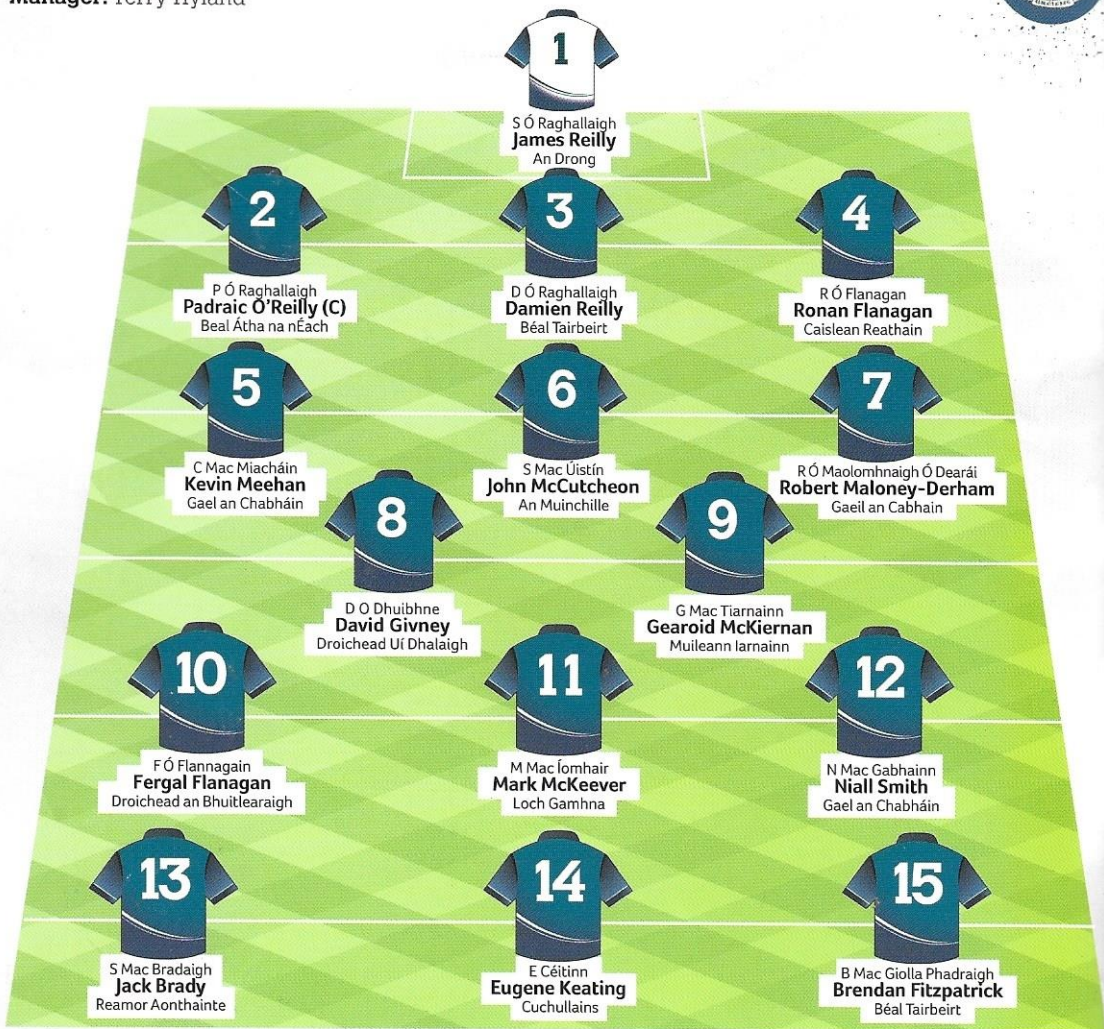 Manager: Terry Hyland
1
S Ó Raghallaigh
James Reilly
An Drong
2
P Ó Raghallaigh
Padraic O'Reilly (C)
Beal Átha na nÉach
3
D Ó Raghallaigh
Damien Reilly
Béal Tairbeirt
4
R Ó Flanagan
Ronan Flanagan
Caislean Reathain
5
C Mac Miacháin
Kevin Meehan
Gael an Chabháin
6
S Mac Úistín
John McCutcheon
An Muinchille
7
R Ó Maolomhnaigh Ó Dearái
Robert Maloney-Derham
Gaeil an Cabhain
8
D O Dhuibhne
David Givney
Droichead Uí Dhalaigh
9
G Mac Tiarnainn
Gearoid McKiernan
Muileann Iarnainn
10
F Ó Flannagain
Fergal Flanagan
Droichead an Bhuitlearaigh
11
M Mac Íomhair
Mark McKeever
Loch Gamhna
12
N Mac Gabhainn
Niall Smith
Gael an Chabháin
13
S Mac Bradaigh
Jack Brady
Reamor Aonthainte
14
E Céitinn
Eugene Keating
Cuchullains
15
B Mac Giolla Phadraigh
Brendan Fitzpatrick
Béal Tairbeirt